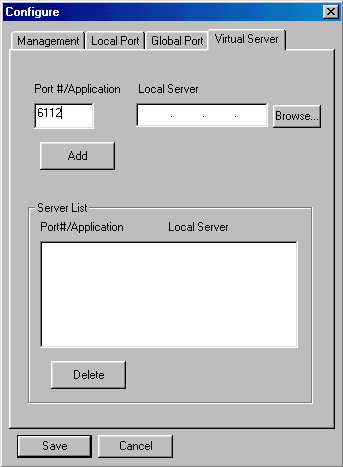 Configure
Management Local Port Global Port Virtual Server
Port #/Application Local Server
6112 . . . Browse...
Add
Server List
Port#/Application Local Server
Delete
Save Cancel